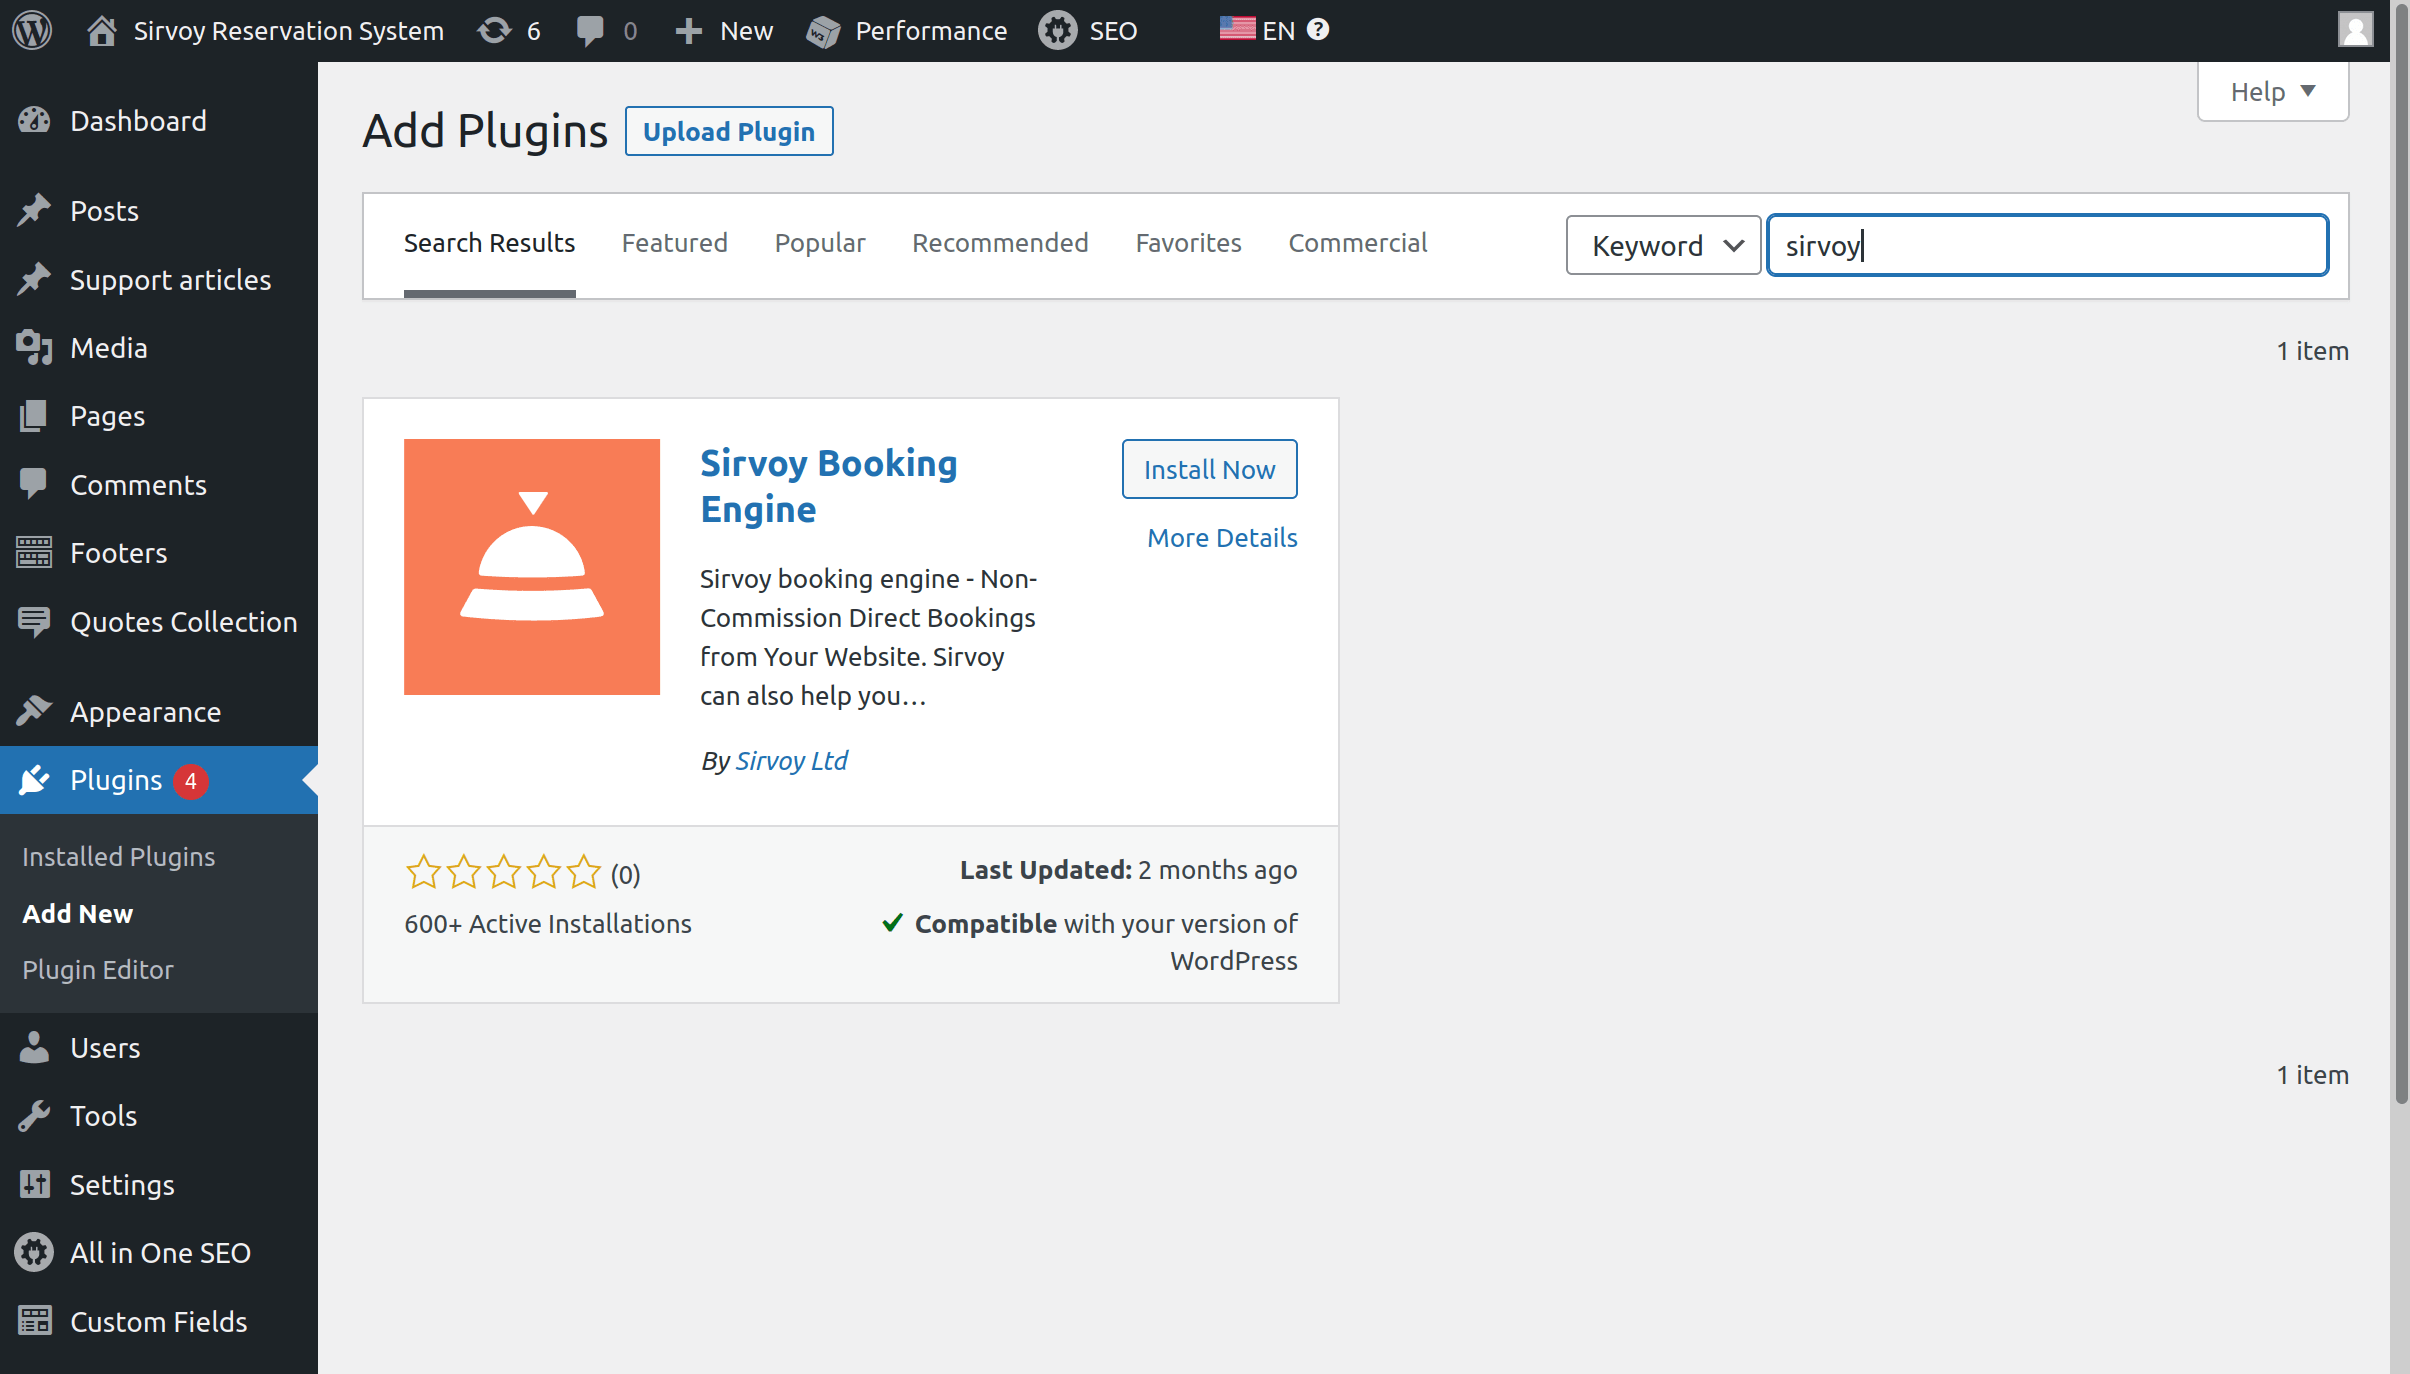 Sirvoy Reservation System 6 0 New Performance SEO EN ?
Help
Dashboard
Posts
Support articles
Media
Pages
Comments
Footers
Quotes Collection
Appearance
Plugins 4
Installed Plugins
Add New
Plugin Editor
Users
Tools
Settings
All in One SEO
Custom Fields
Add Plugins Upload Plugin
Search Results Featured Popular Recommended Favorites Commercial Keyword sirvoy
1 item
Sirvoy Booking
Engine
Install Now
More Details
Sirvoy booking engine - Non-
Commission Direct Bookings
from Your Website. Sirvoy
can also help you…
By Sirvoy Ltd
(0)
600+ Active Installations
Last Updated: 2 months ago
Compatible with your version of
WordPress
1 item